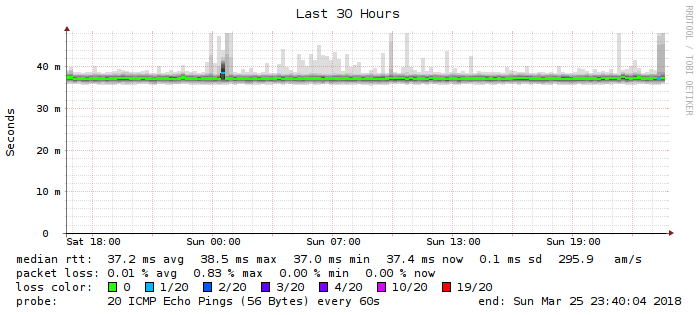 Last 30 Hours
RRDTOOL / TOBI OETIKER
Seconds
40 m
30 m
20 m
10 m
0
Sat 18:00 Sun 00:00 Sun 07:00 Sun 13:00 Sun 19:00
median rtt: 37.2 ms avg 38.5 ms max 37.0 ms min 37.4 ms now 0.1 ms sd 295.9 am/s
packet loss: 0.01 % avg 0.83 % max 0.00 % min 0.00 % now
loss color: 0 1/20 2/20 3/20 4/20 10/20 19/20
probe: 20 ICMP Echo Pings (56 Bytes) every 60s end: Sun Mar 25 23:40:04 2018